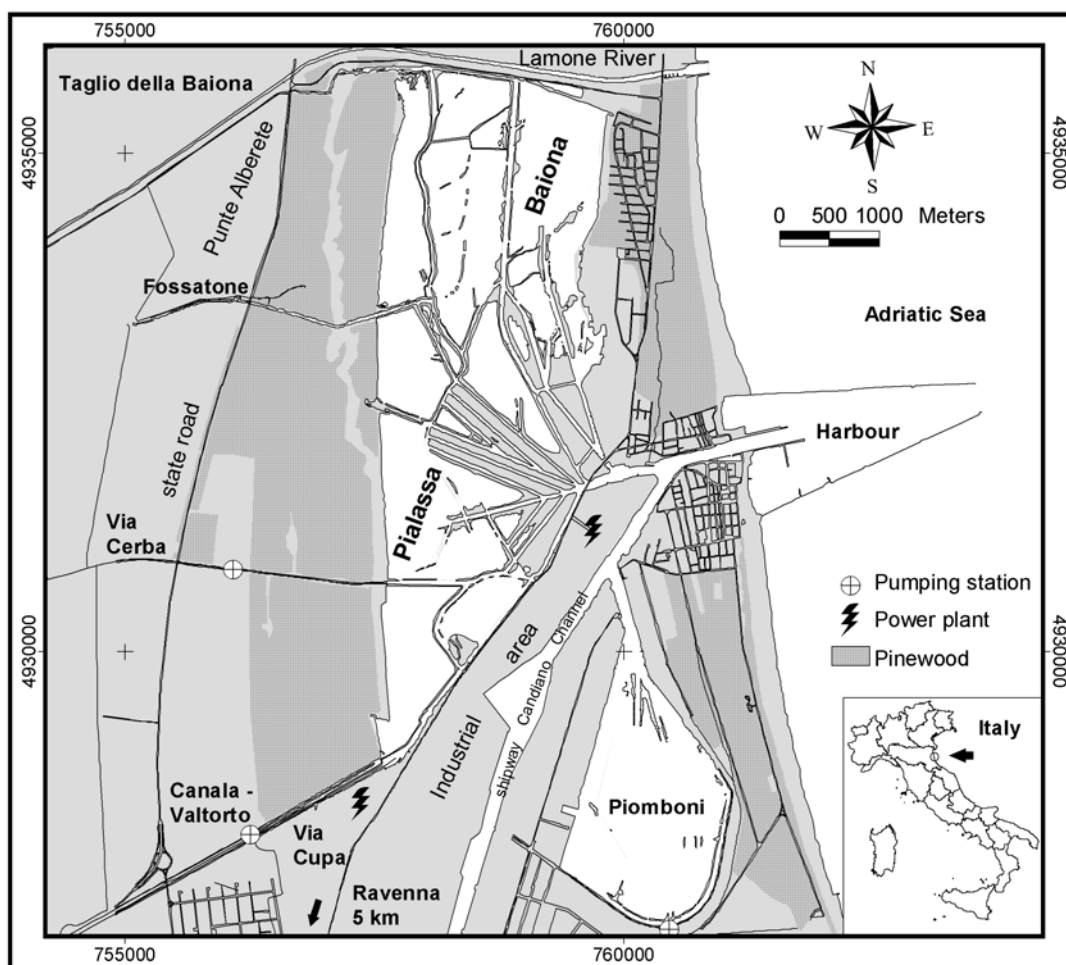 755000
760000
Lamone River
Taglio della Baiona
N
W
E
S
4935000
4935000
Baiona
Punte Alberete
0 500 1000 Meters
Fossatone
Adriatic Sea
state road
Harbour
Pialassa
Via
Cerba
Pumping station
Power plant
Pinewood
4930000
4930000
Industrial
area
shipway
Candiano
Channel
Italy
Canala -
Valtorto
Piomboni
Via
Cupa
Ravenna
5 km
755000
760000